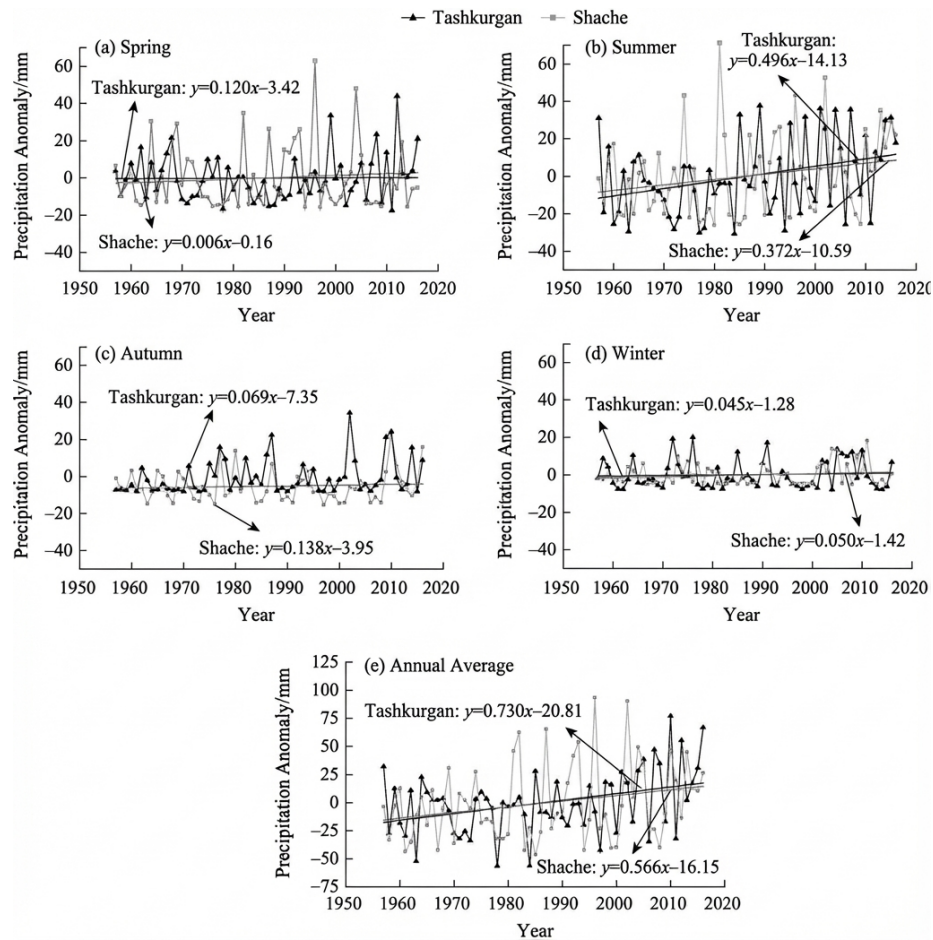 Tashkurgan Shache
(a) Spring
Precipitation Anomaly/mm
60
40
20
0
–20
–40
Tashkurgan: y=0.120x–3.42
Shache: y=0.006x–0.16
1950 1960 1970 1980 1990 2000 2010 2020
Year
(b) Summer
Precipitation Anomaly/mm
60
40
20
0
–20
–40
Tashkurgan:
y=0.496x–14.13
Shache: y=0.372x–10.59
1950 1960 1970 1980 1990 2000 2010 2020
Year
(c) Autumn
Precipitation Anomaly/mm
60
40
20
0
–20
–40
Tashkurgan: y=0.069x–7.35
Shache: y=0.138x–3.95
1950 1960 1970 1980 1990 2000 2010 2020
Year
(d) Winter
Precipitation Anomaly/mm
60
40
20
0
–20
–40
Tashkurgan: y=0.045x–1.28
Shache: y=0.050x–1.42
1950 1960 1970 1980 1990 2000 2010 2020
Year
(e) Annual Average
Precipitation Anomaly/mm
125
100
75
50
25
0
–25
–50
–75
Tashkurgan: y=0.730x–20.81
Shache: y=0.566x–16.15
1950 1960 1970 1980 1990 2000 2010 2020
Year